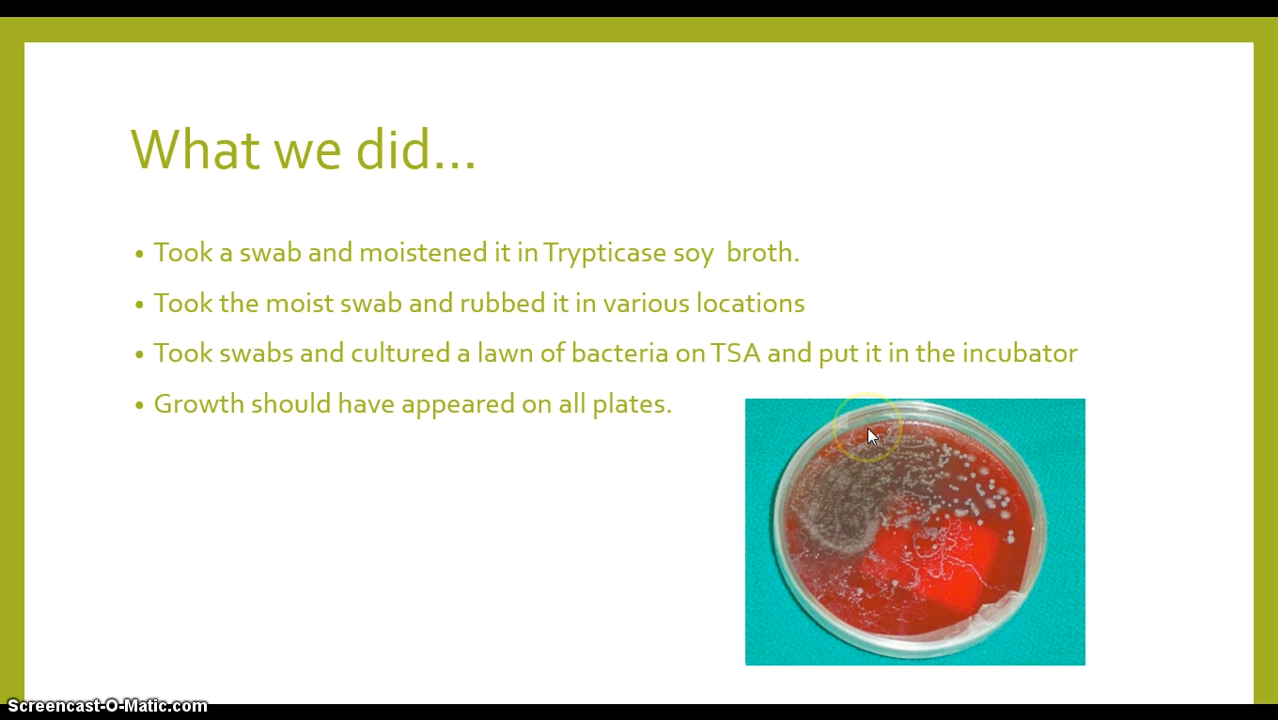 What we did...
• Took a swab and moistened it in Trypticase soy  broth.
• Took the moist swab and rubbed it in various locations
• Took swabs and cultured a lawn of bacteria on TSA and put it in the incubator
• Growth should have appeared on all plates.
Screencast-O-Matic.com